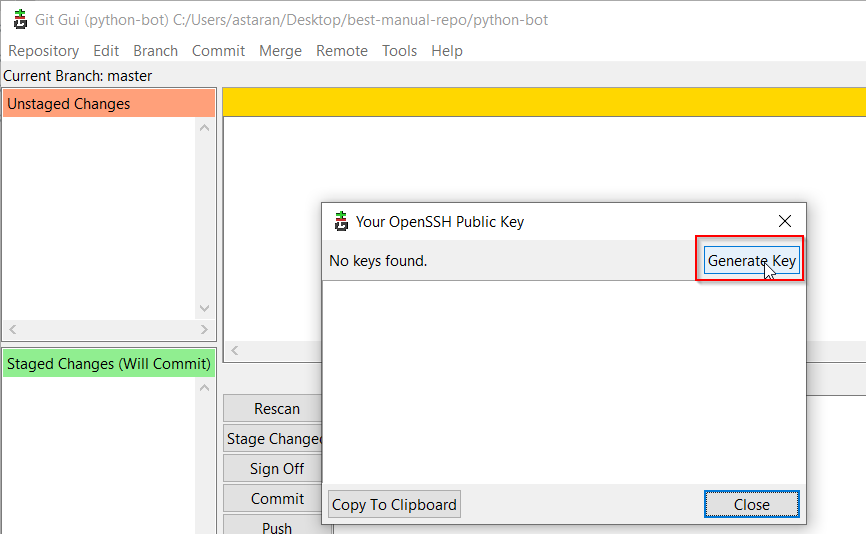 Git Gui (python-bot) C:/Users/astaran/Desktop/best-manual-repo/python-bot
Repository Edit Branch Commit Merge Remote Tools Help
Current Branch: master
Unstaged Changes
Your OpenSSH Public Key
No keys found.
Generate Key
Staged Changes (Will Commit)
Rescan
Stage Changed
Sign Off
Commit
Push
Copy To Clipboard
Close